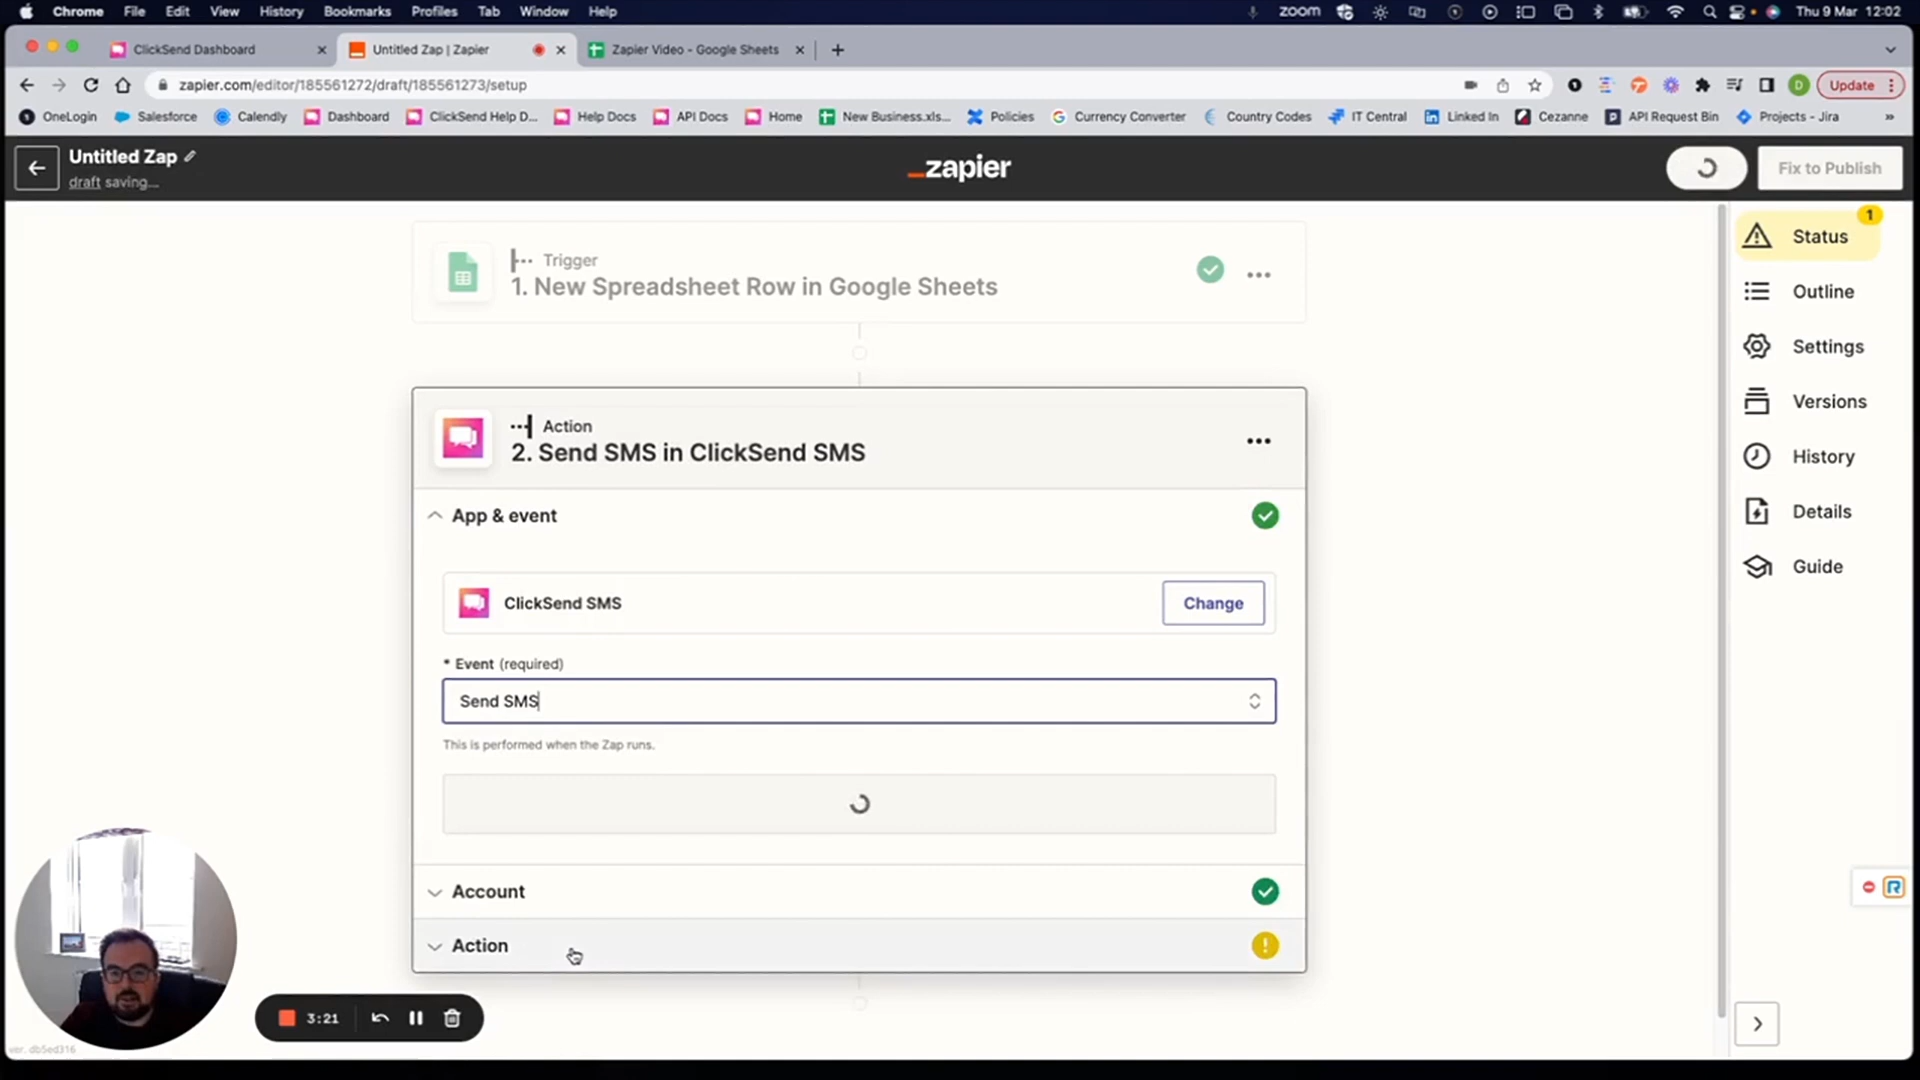 Chrome File Edit View History Bookmarks Profiles Tab Window Help zoom Thu 9 Mar 12:02
ClickSend Dashboard Untitled Zap | Zapier Zapier Video - Google Sheets
zapier.com/editor/185561272/draft/185561273/setup D Update
OneLogin Salesforce Calendly Dashboard ClickSend Help D... Help Docs API Docs Home New Business.xls... Policies Currency Converter Country Codes IT Central Linked In Cezanne API Request Bin Projects - Jira »
Untitled Zap
draft saving...
_zapier
Fix to Publish
Trigger
1. New Spreadsheet Row in Google Sheets
Action
2. Send SMS in ClickSend SMS
App & event
ClickSend SMS
Change
* Event (required)
Send SMS
This is performed when the Zap runs.
Account
Action
1
Status
Outline
Settings
Versions
History
Details
Guide
3:21
ver. db5ed316